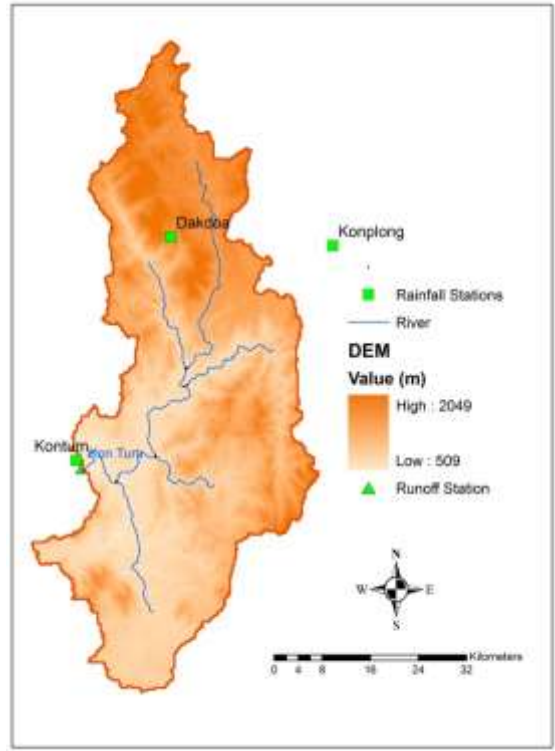 Dakdoa
Konplong
Rainfall Stations
River
DEM
Value (m)
High : 2049
Kontum
Kon Tum
Low : 509
Runoff Station
N
W E
S
Kilometers
0 4 8 16 24 32